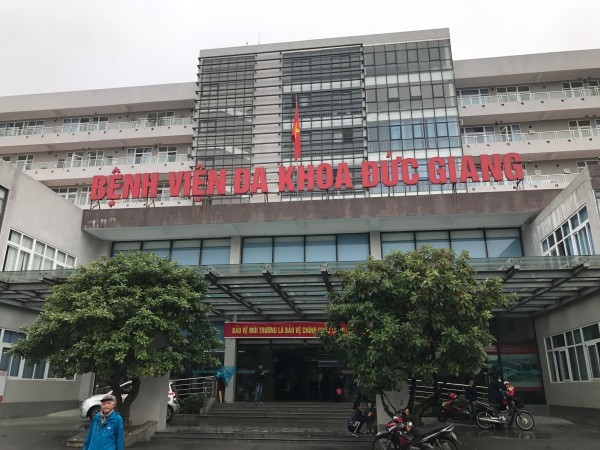 BỆNH VIỆN ĐA KHOA ĐỨC GIANG
BẢO VỆ MÔI TRƯỜNG LÀ BẢO VỆ CHÍNH